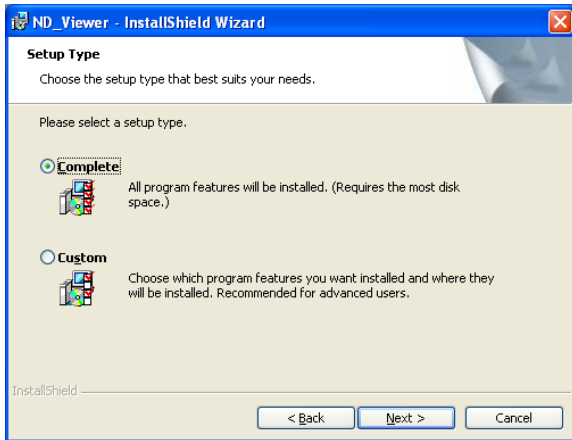 ND_Viewer - InstallShield Wizard
Setup Type
Choose the setup type that best suits your needs.
Please select a setup type.
Complete
All program features will be installed. (Requires the most disk
space.)
Custom
Choose which program features you want installed and where they
will be installed. Recommended for advanced users.
InstallShield
< Back
Next >
Cancel